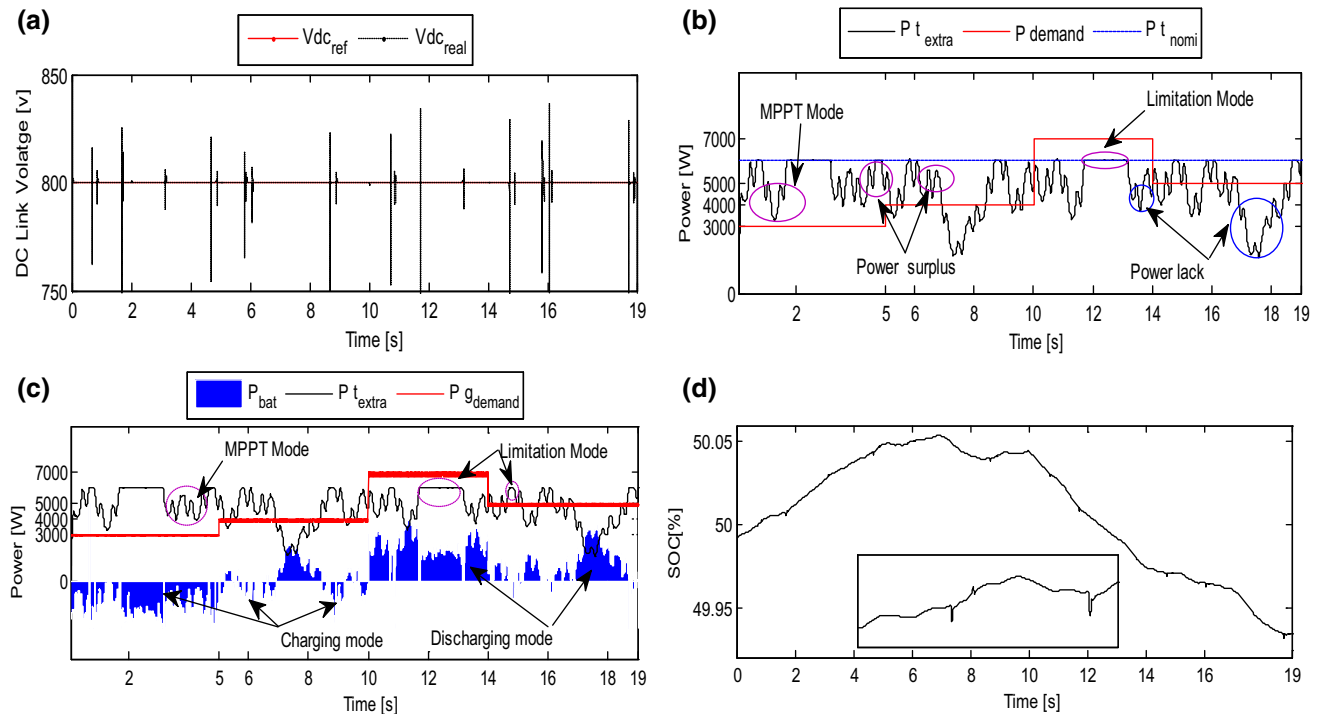 (a)
Vdc_ref Vdc_real
850
800
750
DC Link Volatge [v]
0 2 4 6 8 10 12 14 16 19
Time [s]
(b)
P t_extra P demand P t_nomi
MPPT Mode
Limitation Mode
7000
6000
5000
4000
3000
0
Power [W]
Power surplus
Power lack
2 5 6 8 10 12 14 16 18 19
Time [s]
(c)
P_bat P t_extra P g_demand
MPPT Mode
Limitation Mode
7000
6000
5000
4000
3000
0
Power [W]
Charging mode
Discharging mode
2 5 6 8 10 12 14 16 18 19
Time [s]
(d)
50.05
50
49.95
SOC[%]
0 2 4 6 8 10 12 14 16 19
Time [s]